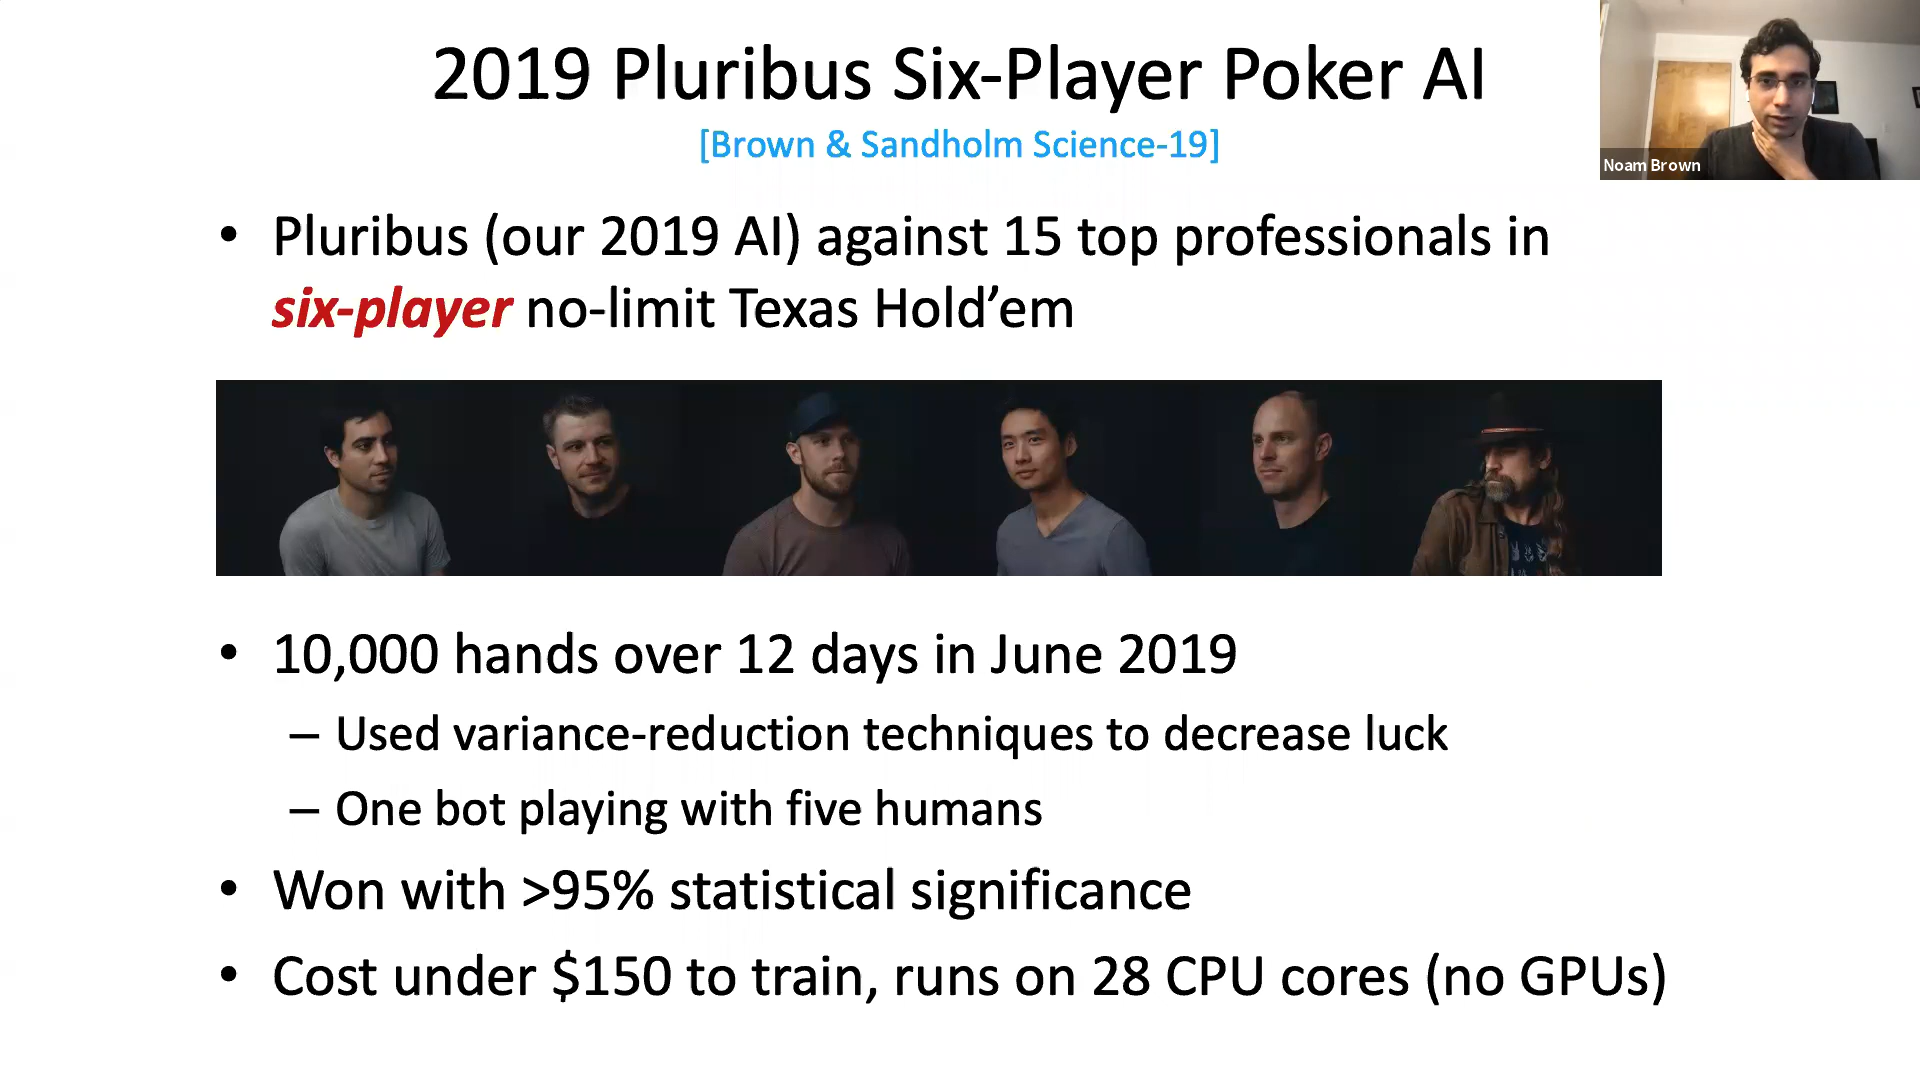 2019 Pluribus Six-Player Poker AI
[Brown & Sandholm Science-19]
Noam Brown
• Pluribus (our 2019 AI) against 15 top professionals in
six-player no-limit Texas Hold’em
• 10,000 hands over 12 days in June 2019
– Used variance-reduction techniques to decrease luck
– One bot playing with five humans
• Won with >95% statistical significance
• Cost under $150 to train, runs on 28 CPU cores (no GPUs)